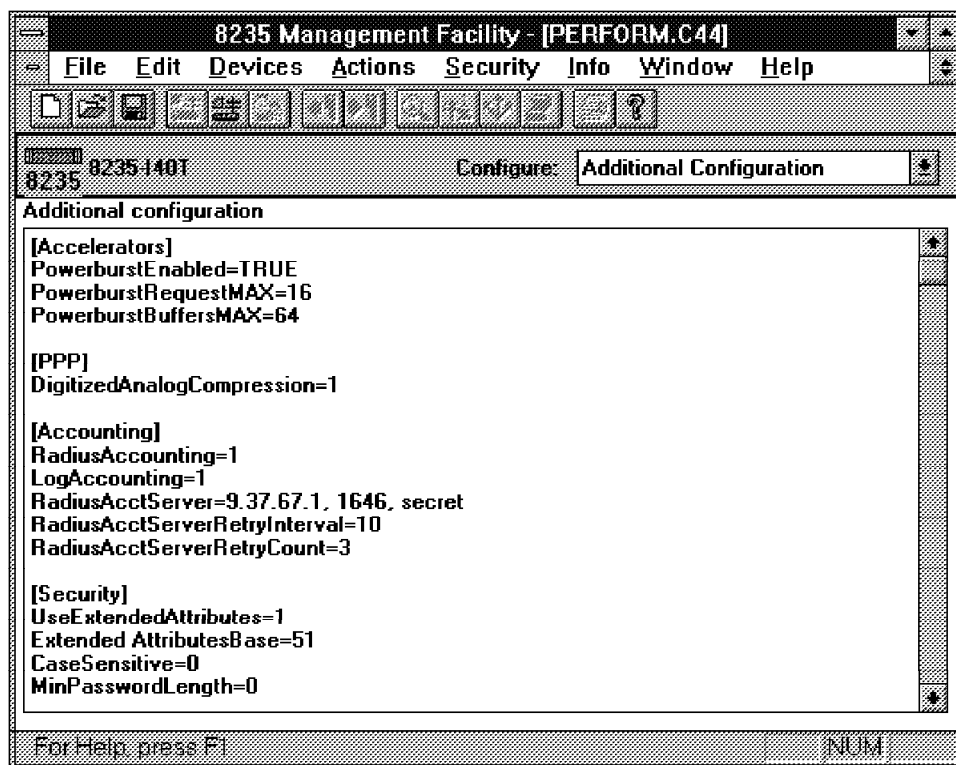 8235 Management Facility - [PERFORM.C44]
File Edit Devices Actions Security Info Window Help
8235 8235-I40T Configure: Additional Configuration
Additional configuration
[Accelerators]
PowerburstEnabled=TRUE
PowerburstRequestMAX=16
PowerburstBuffersMAX=64
[PPP]
DigitizedAnalogCompression=1
[Accounting]
RadiusAccounting=1
LogAccounting=1
RadiusAcctServer=9.37.67.1, 1646, secret
RadiusAcctServerRetryInterval=10
RadiusAcctServerRetryCount=3
[Security]
UseExtendedAttributes=1
Extended AttributesBase=51
CaseSensitive=0
MinPasswordLength=0
For Help, press F1 NUM